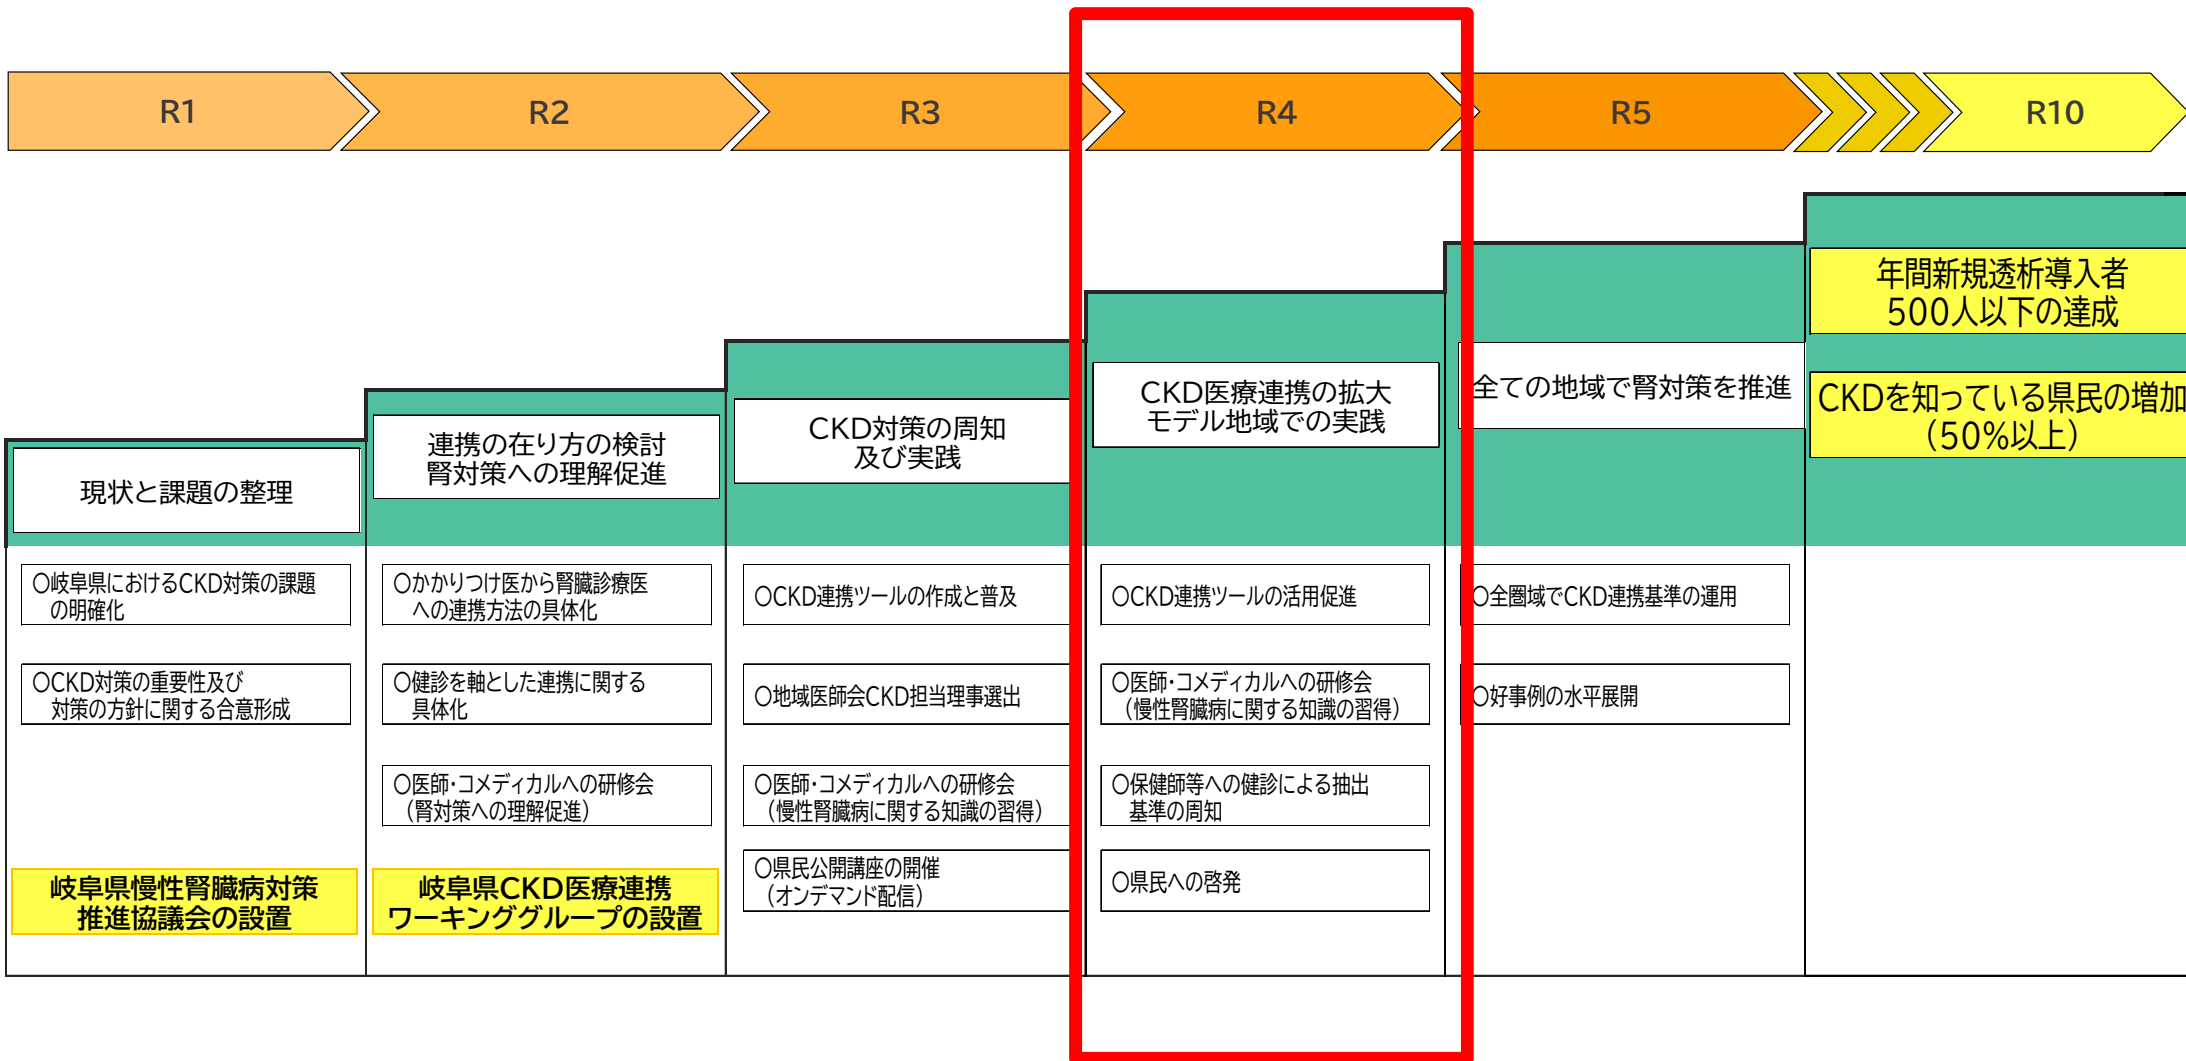 R1
R2
R3
R4
R5
R10
現状と課題の整理
〇岐阜県におけるCKD対策の課題
の明確化
〇CKD対策の重要性及び
対策の方針に関する合意形成
岐阜県慢性腎臓病対策
推進協議会の設置
連携の在り方の検討
腎対策への理解促進
〇かかりつけ医から腎臓診療医
への連携方法の具体化
〇健診を軸とした連携に関する
具体化
〇医師・コメディカルへの研修会
（腎対策への理解促進）
岐阜県CKD医療連携
ワーキンググループの設置
CKD対策の周知
及び実践
〇CKD連携ツールの作成と普及
〇地域医師会CKD担当理事選出
〇医師・コメディカルへの研修会
（慢性腎臓病に関する知識の習得）
〇県民公開講座の開催
（オンデマンド配信）
CKD医療連携の拡大
モデル地域での実践
〇CKD連携ツールの活用促進
〇医師・コメディカルへの研修会
（慢性腎臓病に関する知識の習得）
〇保健師等への健診による抽出
基準の周知
〇県民への啓発
全ての地域で腎対策を推進
〇全圏域でCKD連携基準の運用
〇好事例の水平展開
年間新規透析導入者
500人以下の達成
CKDを知っている県民の増加
（50%以上）